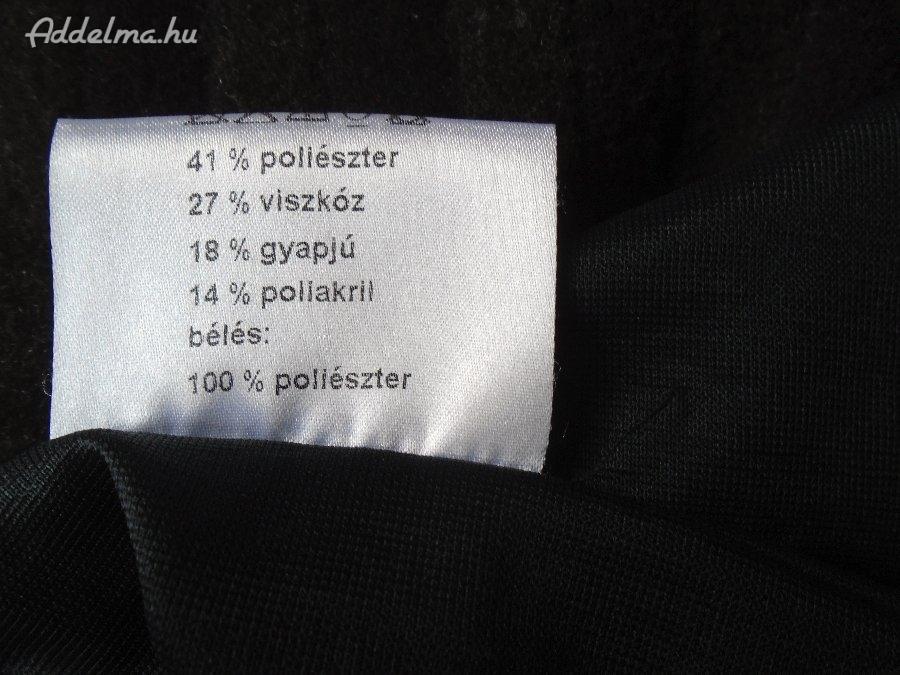 Addelma.hu
41 % poliészter
27 % viszkóz
18 % gyapjú
14 % poliakril
bélés:
100 % poliészter